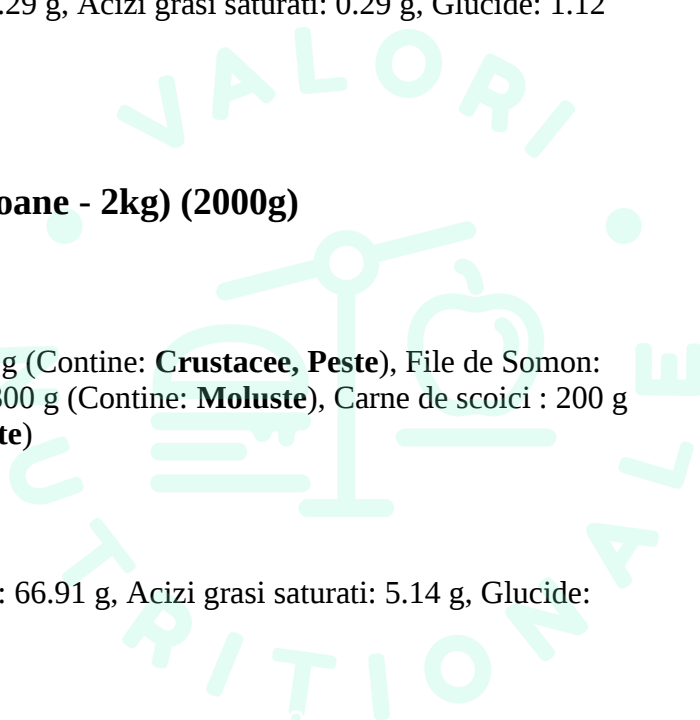 .29 g, Acizi grasi saturati: 0.29 g, Glucide: 1.12
VALORI
oane - 2kg) (2000g)
g (Contine: Crustacee, Peste), File de Somon:
300 g (Contine: Moluste), Carne de scoici : 200 g
te)
: 66.91 g, Acizi grasi saturati: 5.14 g, Glucide:
UTRITIONALE